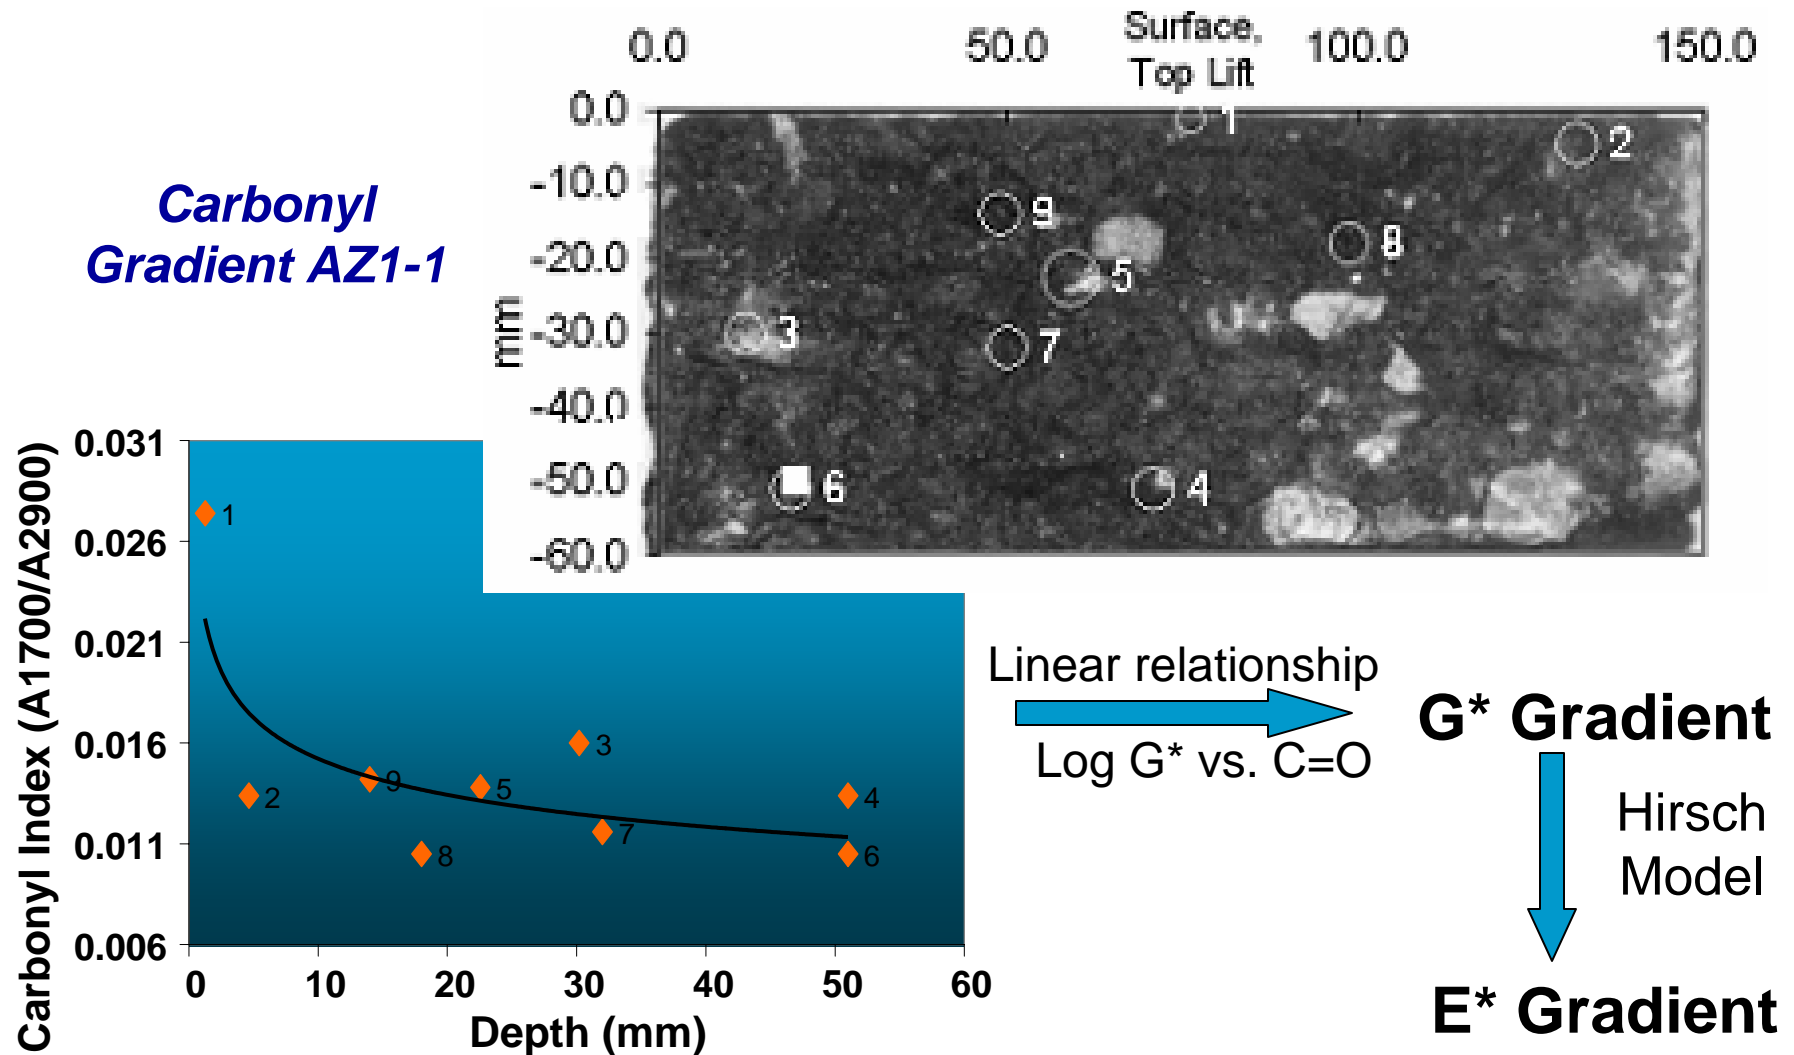 Carbonyl
Gradient AZ1-1
0.0 50.0 Surface, Top Lift 100.0 150.0
0.0
-10.0
-20.0
-30.0
-40.0
-50.0
-60.0
mm
1
2
9
8
5
3
7
6
4
Carbonyl Index (A1700/A2900)
0.031
0.026
0.021
0.016
0.011
0.006
1
2
9
8
5
3
7
4
6
0 10 20 30 40 50 60
Depth (mm)
Linear relationship
Log G* vs. C=O
G* Gradient
Hirsch
Model
E* Gradient